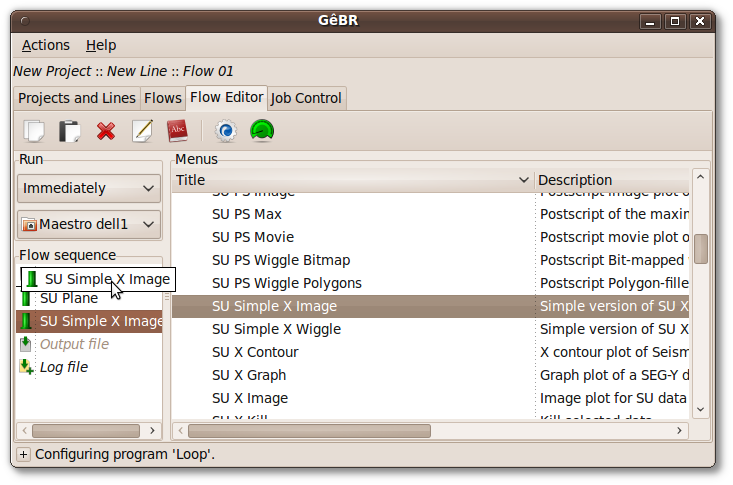 GêBR
Actions Help
New Project :: New Line :: Flow 01
Projects and Lines Flows Flow Editor Job Control
Abc
Run
Immediately
Maestro dell1
Flow sequence
SU Simple X Image
SU Plane
SU Simple X Image
Output file
Log file
Menus
Title Description
SU PS Image Postscript image plot o
SU PS Max Postscript of the maxin
SU PS Movie Postscript movie plot o
SU PS Wiggle Bitmap Postscript Bit-mapped
SU PS Wiggle Polygons Postscript Polygon-fille
SU Simple X Image Simple version of SU X
SU Simple X Wiggle Simple version of SU X
SU X Contour X contour plot of Seism
SU X Graph Graph plot of a SEG-Y d
SU X Image Image plot for SU data
SU X Kill Kill selected data
Configuring program 'Loop'.